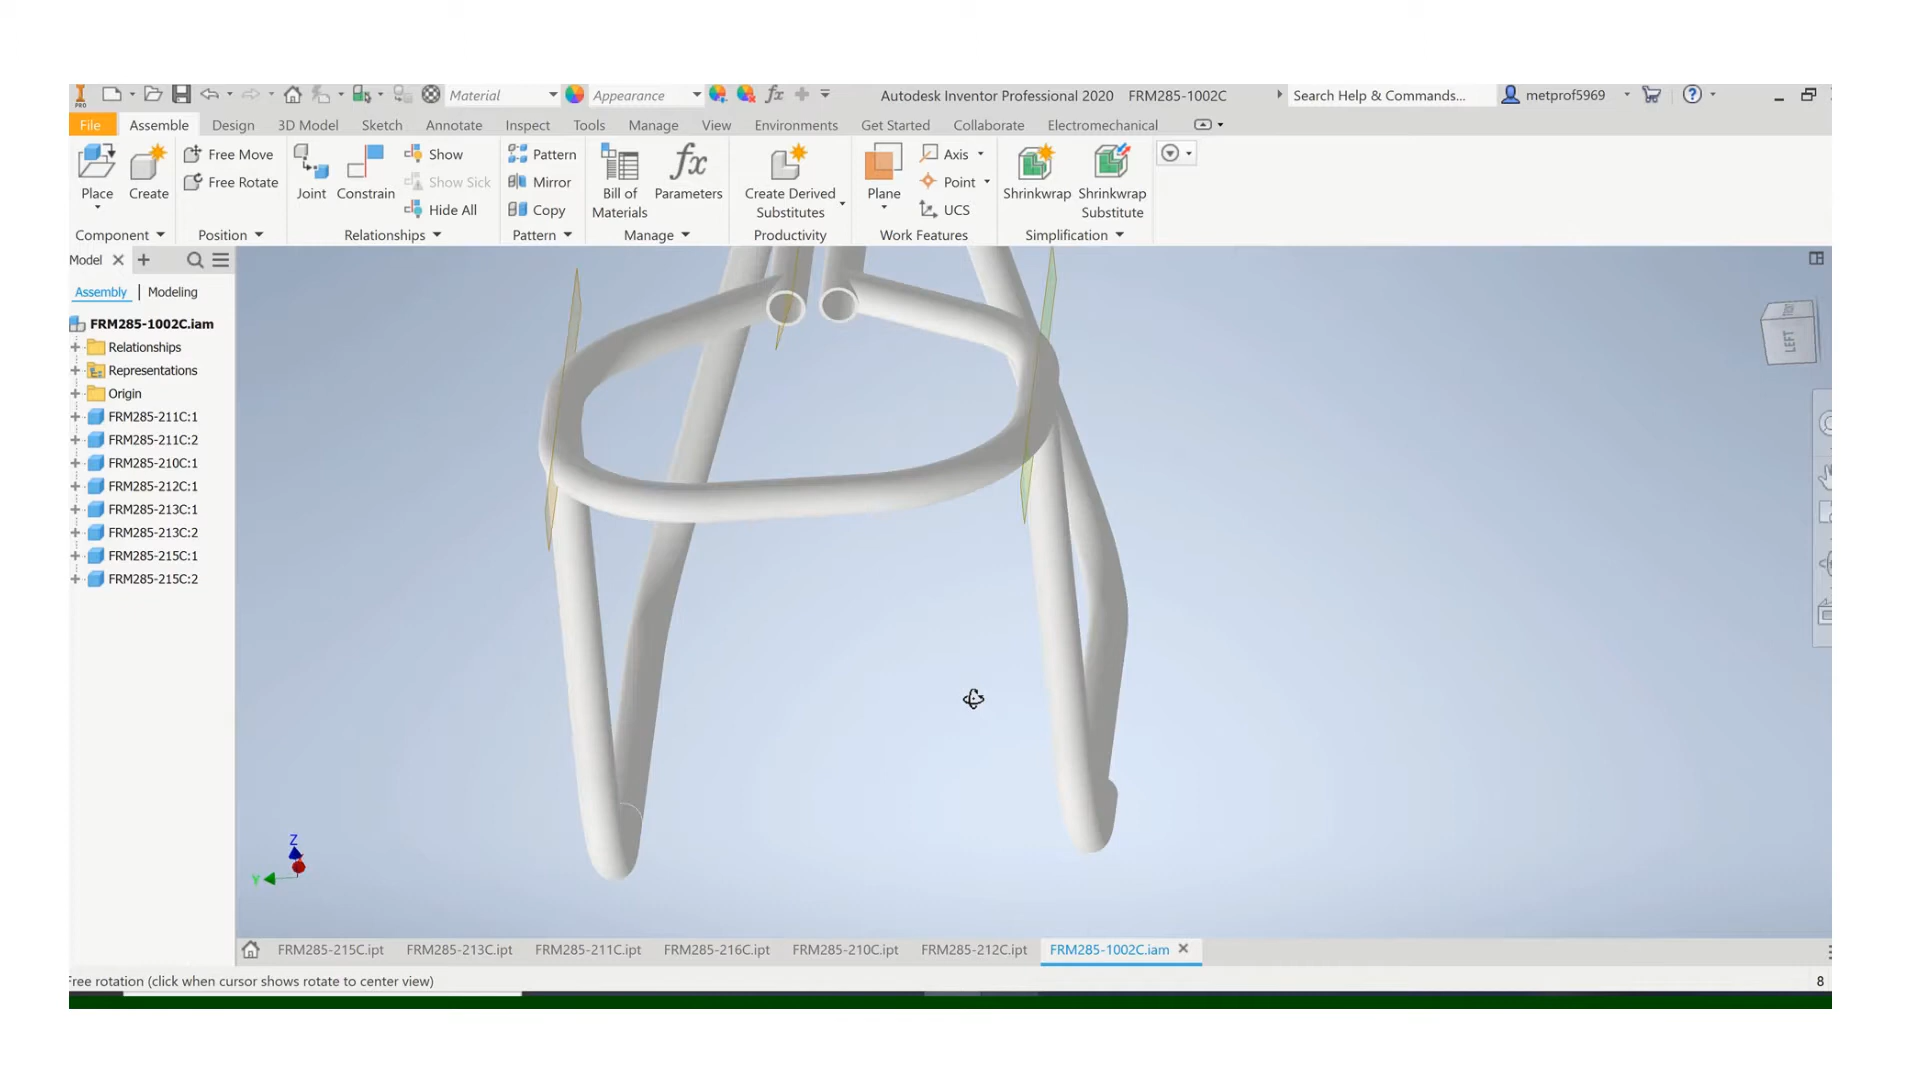 PRO Material Appearance fx Autodesk Inventor Professional 2020 FRM285-1002C Search Help & Commands... metprof5969
File Assemble Design 3D Model Sketch Annotate Inspect Tools Manage View Environments Get Started Collaborate Electromechanical
Place Create Free Move Free Rotate Joint Constrain Show Show Sick Hide All Pattern Mirror Copy Bill of Materials fx Parameters Create Derived Substitutes Plane Axis Point UCS Shrinkwrap Shrinkwrap Substitute
Component Position Relationships Pattern Manage Productivity Work Features Simplification
Model
Assembly Modeling
FRM285-1002C.iam
Relationships
Representations
Origin
FRM285-211C:1
FRM285-211C:2
FRM285-210C:1
FRM285-212C:1
FRM285-213C:1
FRM285-213C:2
FRM285-215C:1
FRM285-215C:2
LEFT
Z
Y
FRM285-215C.ipt FRM285-213C.ipt FRM285-211C.ipt FRM285-216C.ipt FRM285-210C.ipt FRM285-212C.ipt FRM285-1002C.iam
Free rotation (click when cursor shows rotate to center view) 8